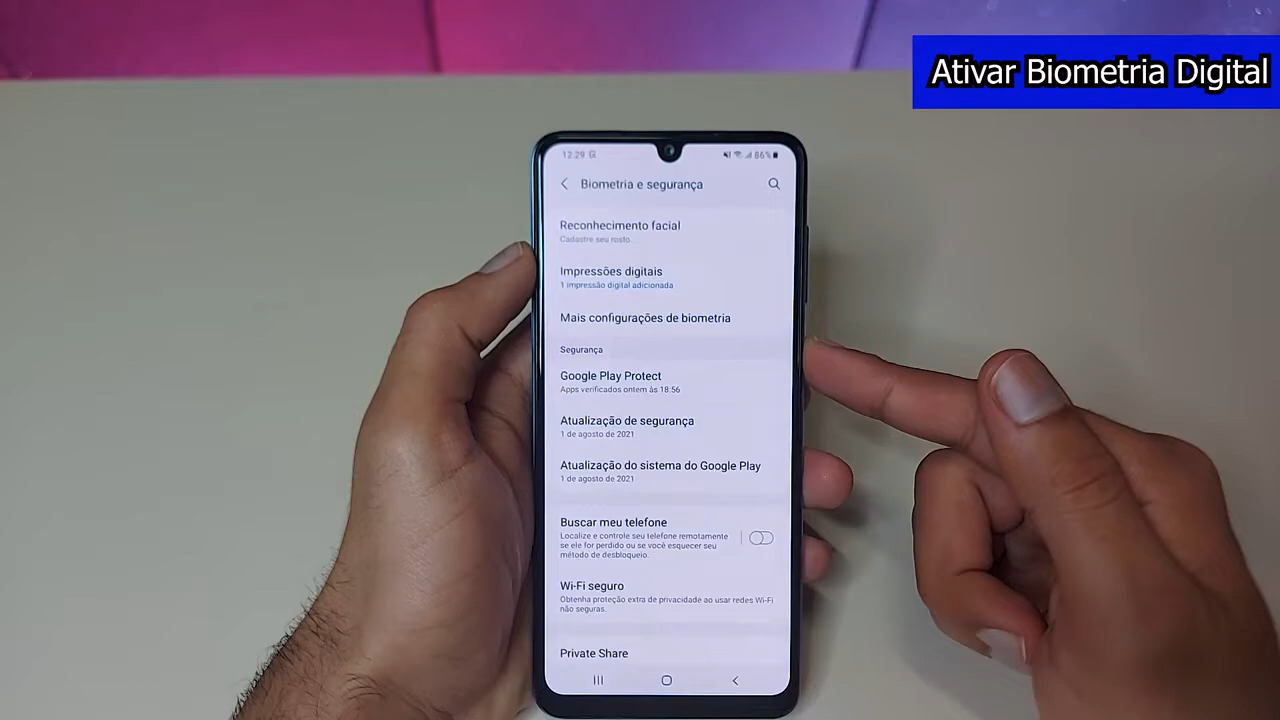 Ativar Biometria Digital
12:29
86%
Biometria e segurança
Reconhecimento facial
Cadastre seu rosto.
Impressões digitais
1 impressão digital adicionada
Mais configurações de biometria
Segurança
Google Play Protect
Apps verificados ontem às 18:56
Atualização de segurança
1 de agosto de 2021
Atualização do sistema do Google Play
1 de agosto de 2021
Buscar meu telefone
Localize e controle seu telefone remotamente
se ele for perdido ou se você esquecer seu
método de desbloqueio.
Wi-Fi seguro
Obtenha proteção extra de privacidade ao usar redes Wi-Fi
não seguras.
Private Share